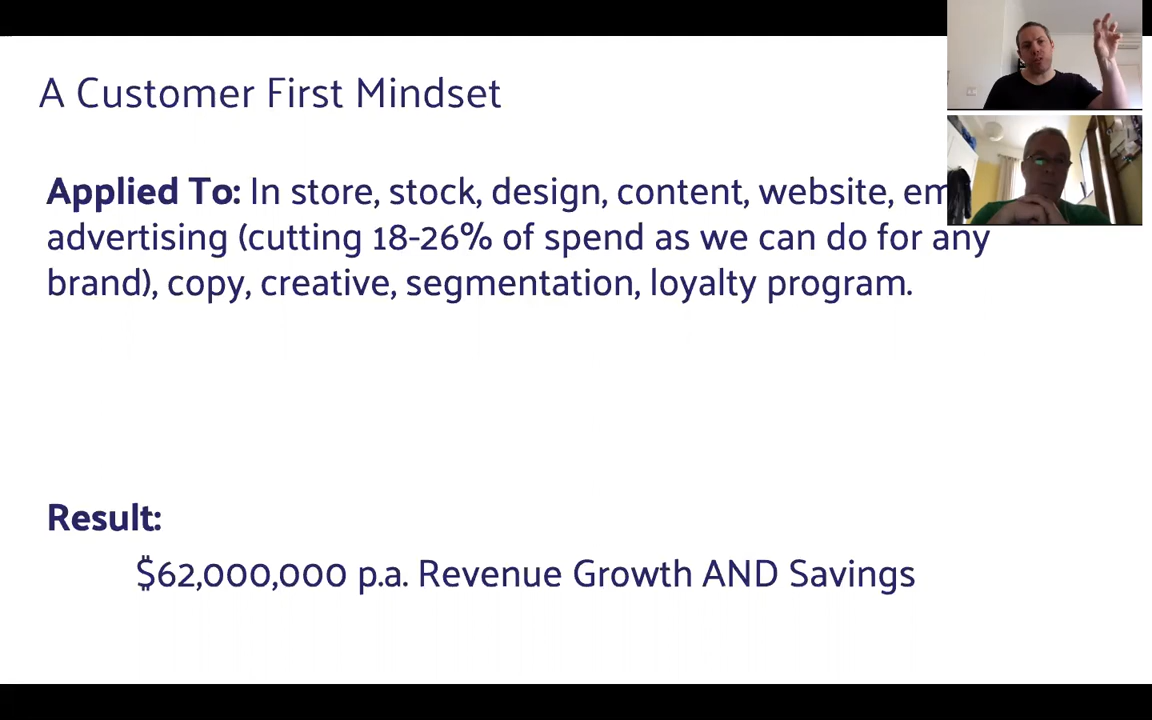 A Customer First Mindset
Applied To: In store, stock, design, content, website,
advertising (cutting 18-26% of spend as we can do for any
brand), copy, creative, segmentation, loyalty program.
Result:
$62,000,000 p.a. Revenue Growth AND Savings